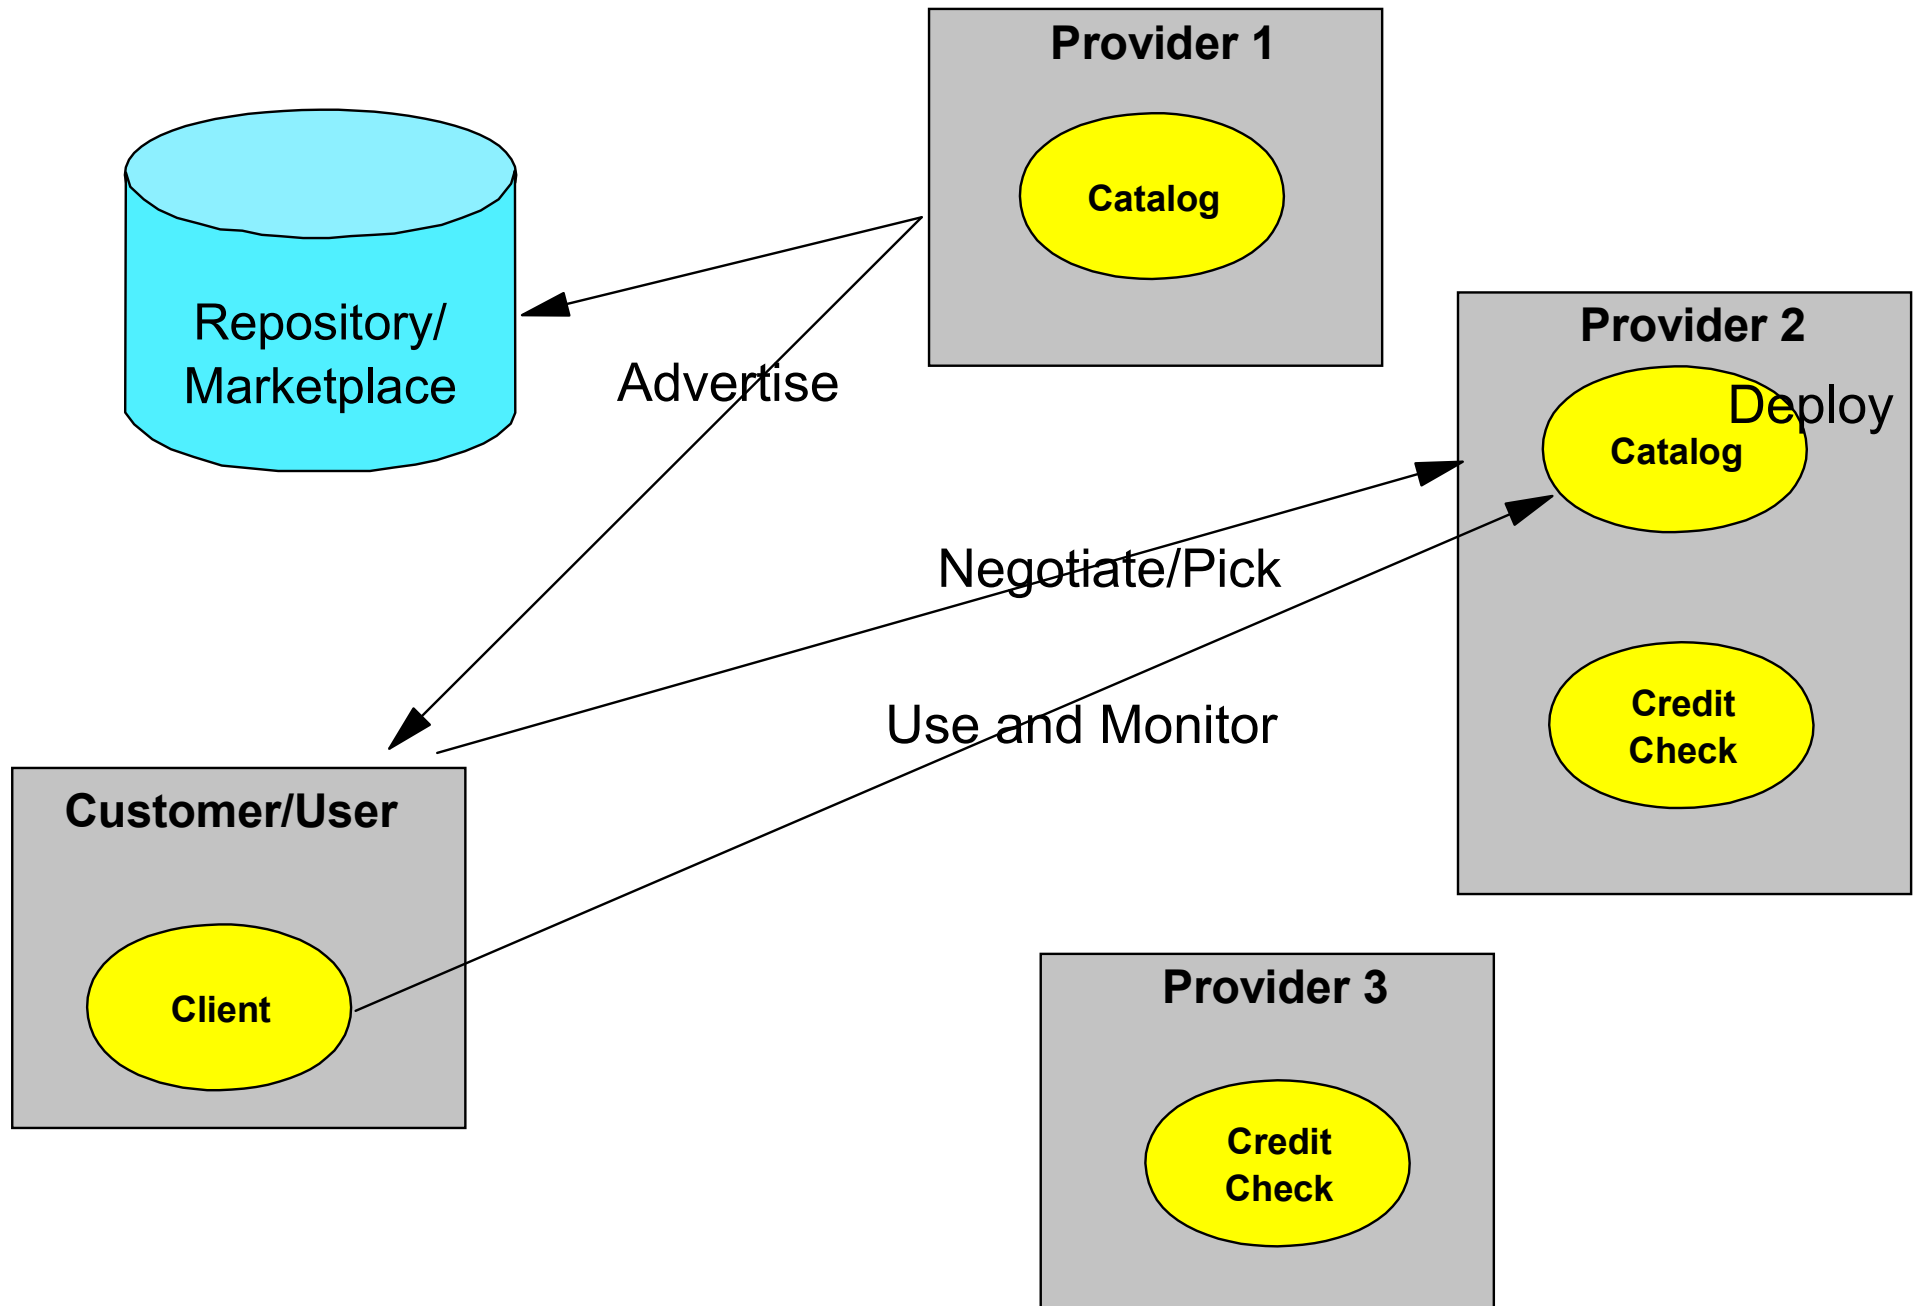 Provider 1
Catalog
Repository/
Marketplace
Advertise
Provider 2
Deploy
Catalog
Negotiate/Pick
Use and Monitor
Credit
Check
Customer/User
Client
Provider 3
Credit
Check